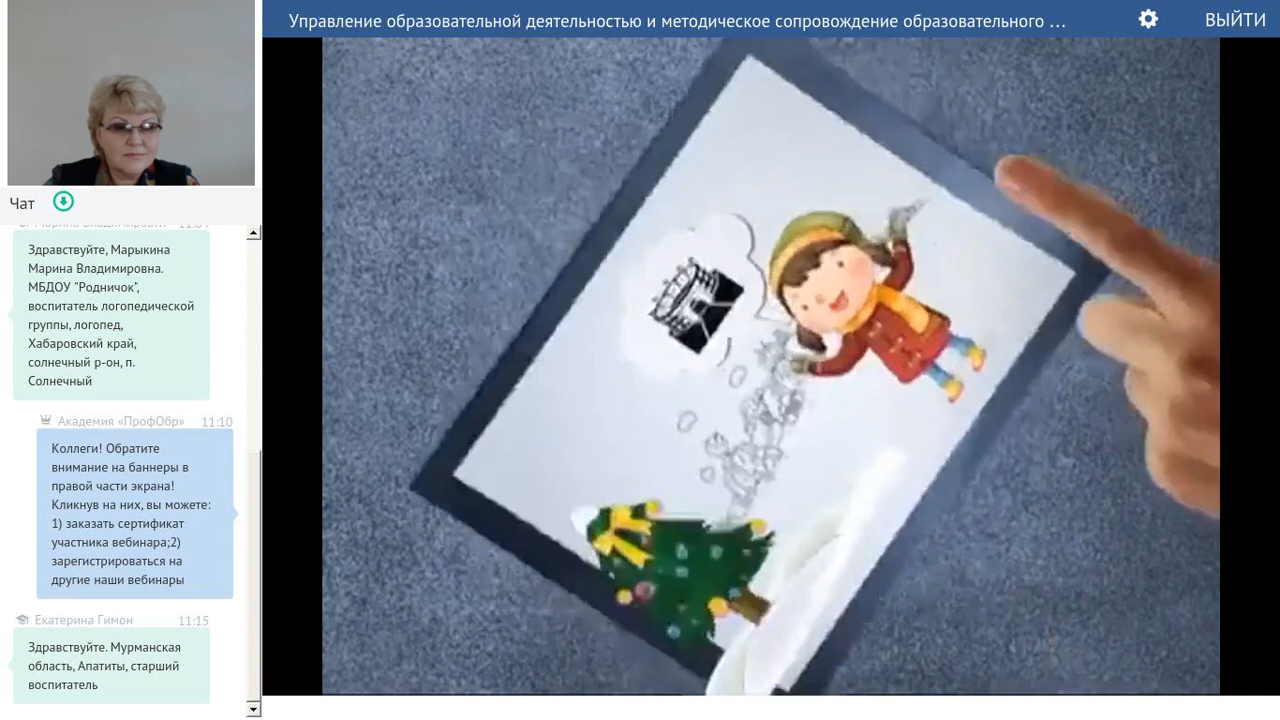 Управление образовательной деятельностью и методическое сопровождение образовательного ...
ВЫЙТИ
Чат
Здравствуйте, Марыкина
Марина Владимировна.
МБДОУ "Родничок",
воспитатель логопедической
группы, логопед,
Хабаровский край,
солнечный р-он, п.
Солнечный
Академия «ПрофОбр» 11:10
Коллеги! Обратите
внимание на баннеры в
правой части экрана!
Кликнув на них, вы можете:
1) заказать сертификат
участника вебинара;2)
зарегистрироваться на
другие наши вебинары
Екатерина Гимон 11:15
Здравствуйте. Мурманская
область, Апатиты, старший
воспитатель